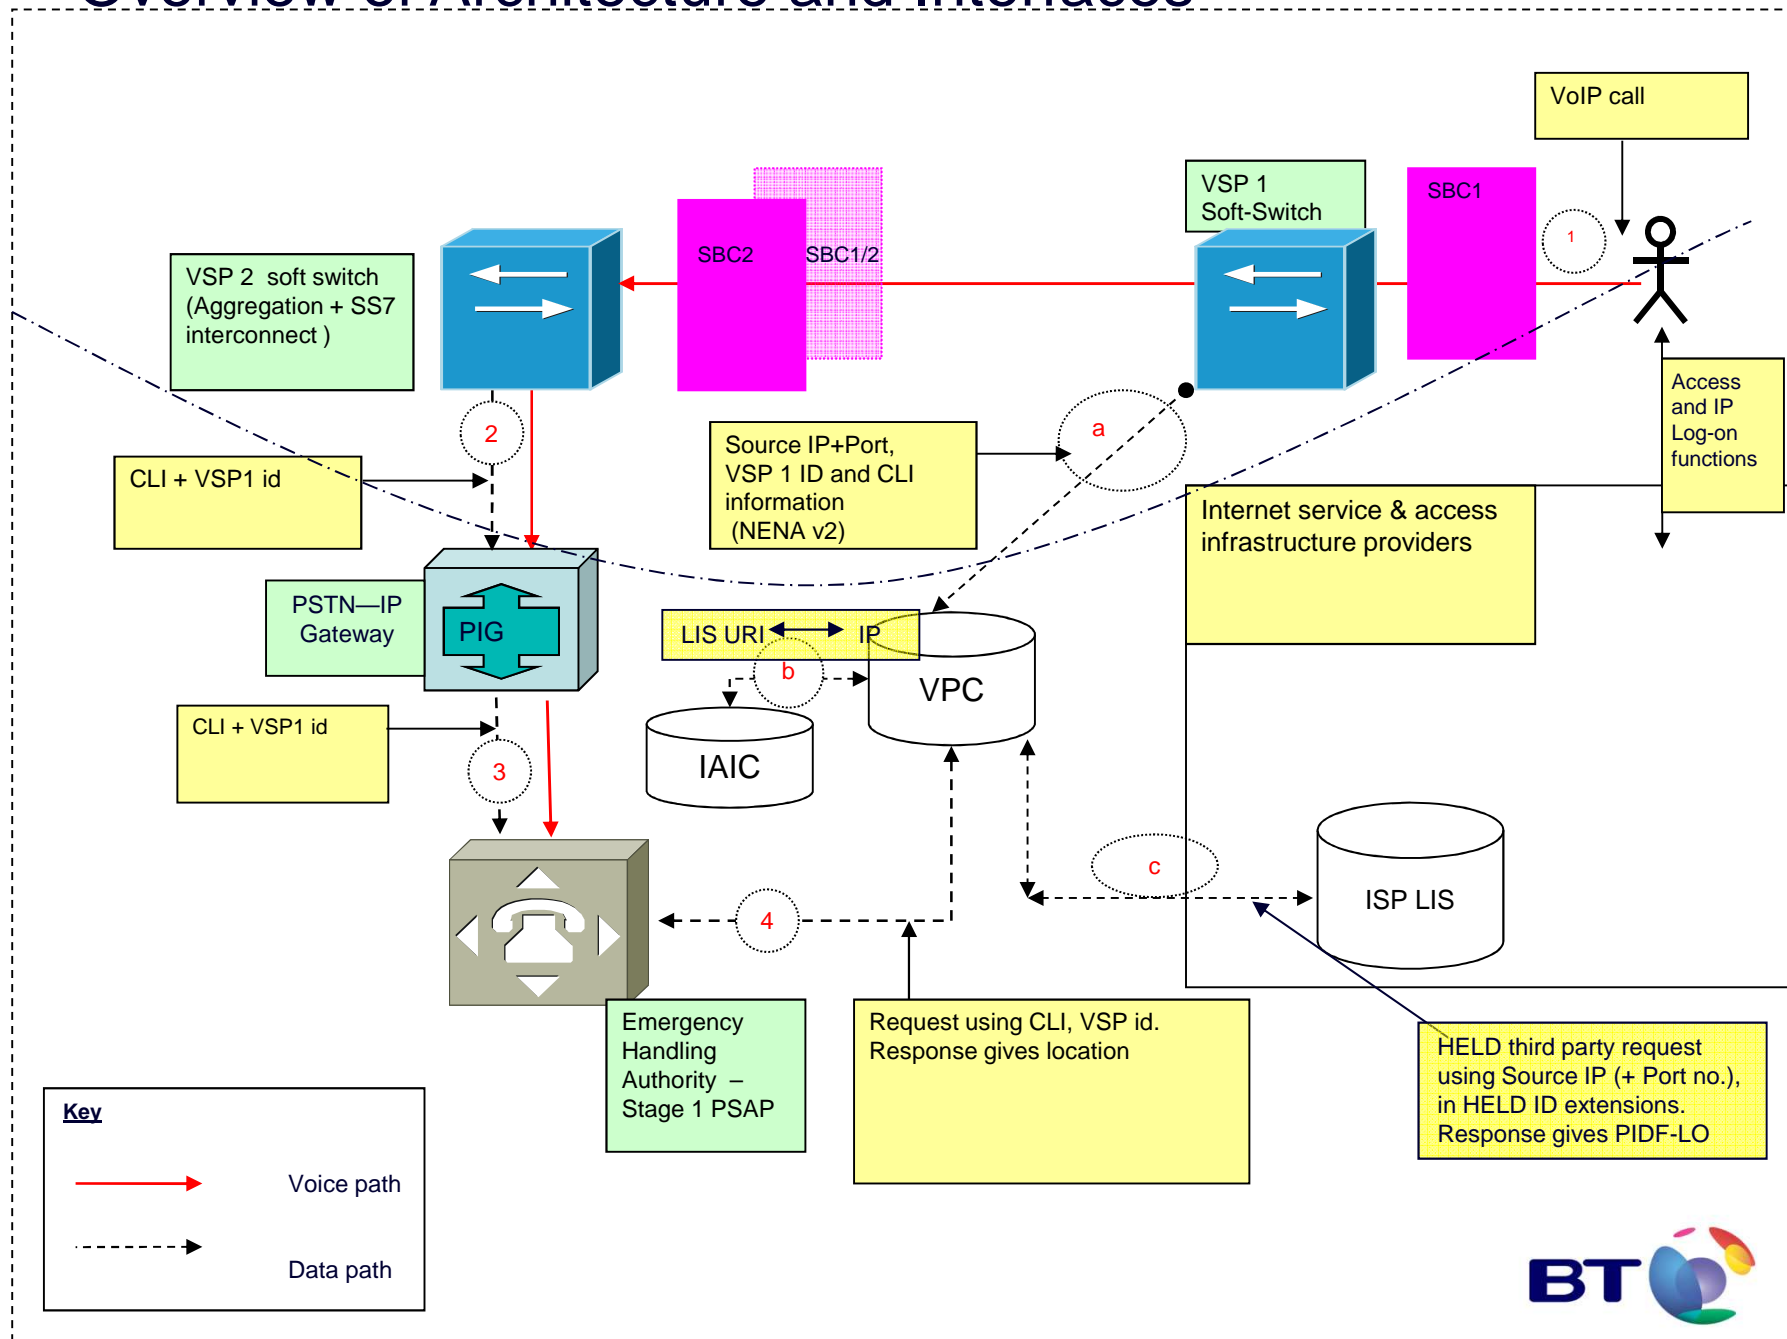 Overview of Architecture and Interfaces
VoIP call
VSP 1
Soft-Switch
SBC1
1
SBC2
SBC1/2
VSP 2 soft switch
(Aggregation + SS7
interconnect )
Access
and IP
Log-on
functions
2
a
Source IP+Port,
VSP 1 ID and CLI
information
(NENA v2)
CLI + VSP1 id
Internet service & access
infrastructure providers
PSTN—IP
Gateway
PIG
LIS URI
IP
b
VPC
CLI + VSP1 id
3
IAIC
c
ISP LIS
4
Emergency
Handling
Authority –
Stage 1 PSAP
Request using CLI, VSP id.
Response gives location
HELD third party request
using Source IP (+ Port no.),
in HELD ID extensions.
Response gives PIDF-LO
Key
Voice path
Data path
BT